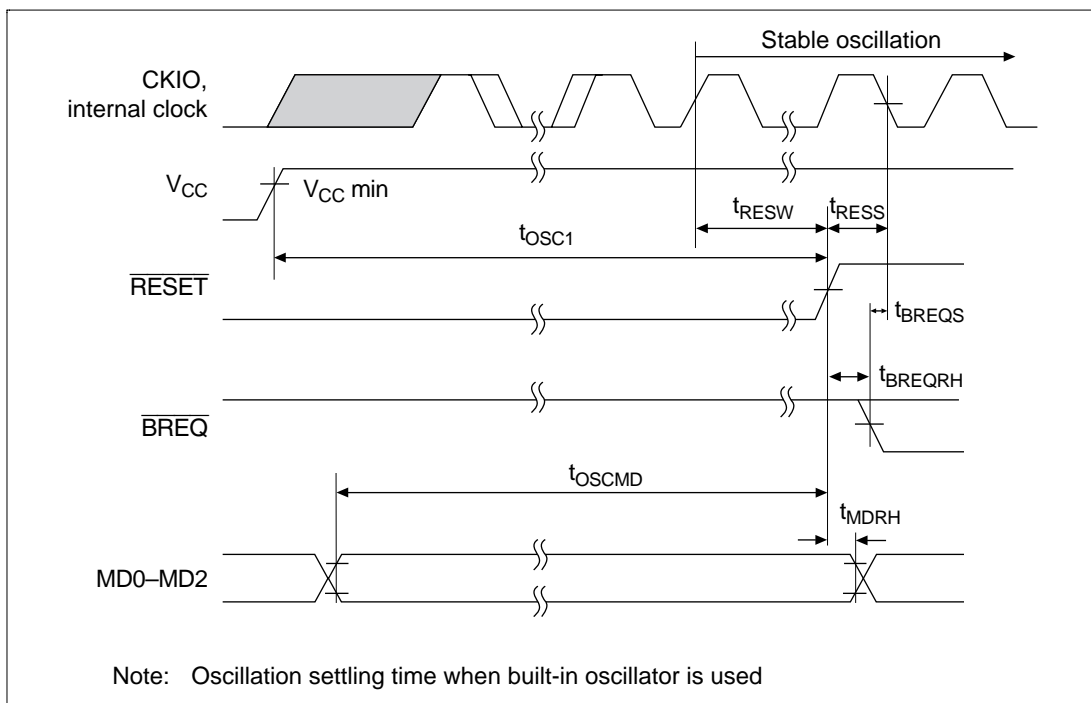 Stable oscillation
CKIO,
internal clock
VCC
VCC min
tRESW
tRESS
tOSC1
RESET
tBREQS
tBREQRH
BREQ
tOSCMD
tMDRH
MD0–MD2
Note: Oscillation settling time when built-in oscillator is used